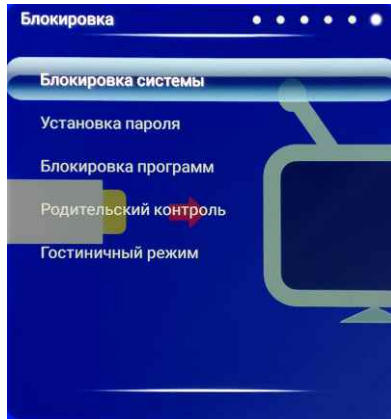 Блокировка
Блокировка системы
Установка пароля
Блокировка программ
Родительский контроль
Гостиничный режим